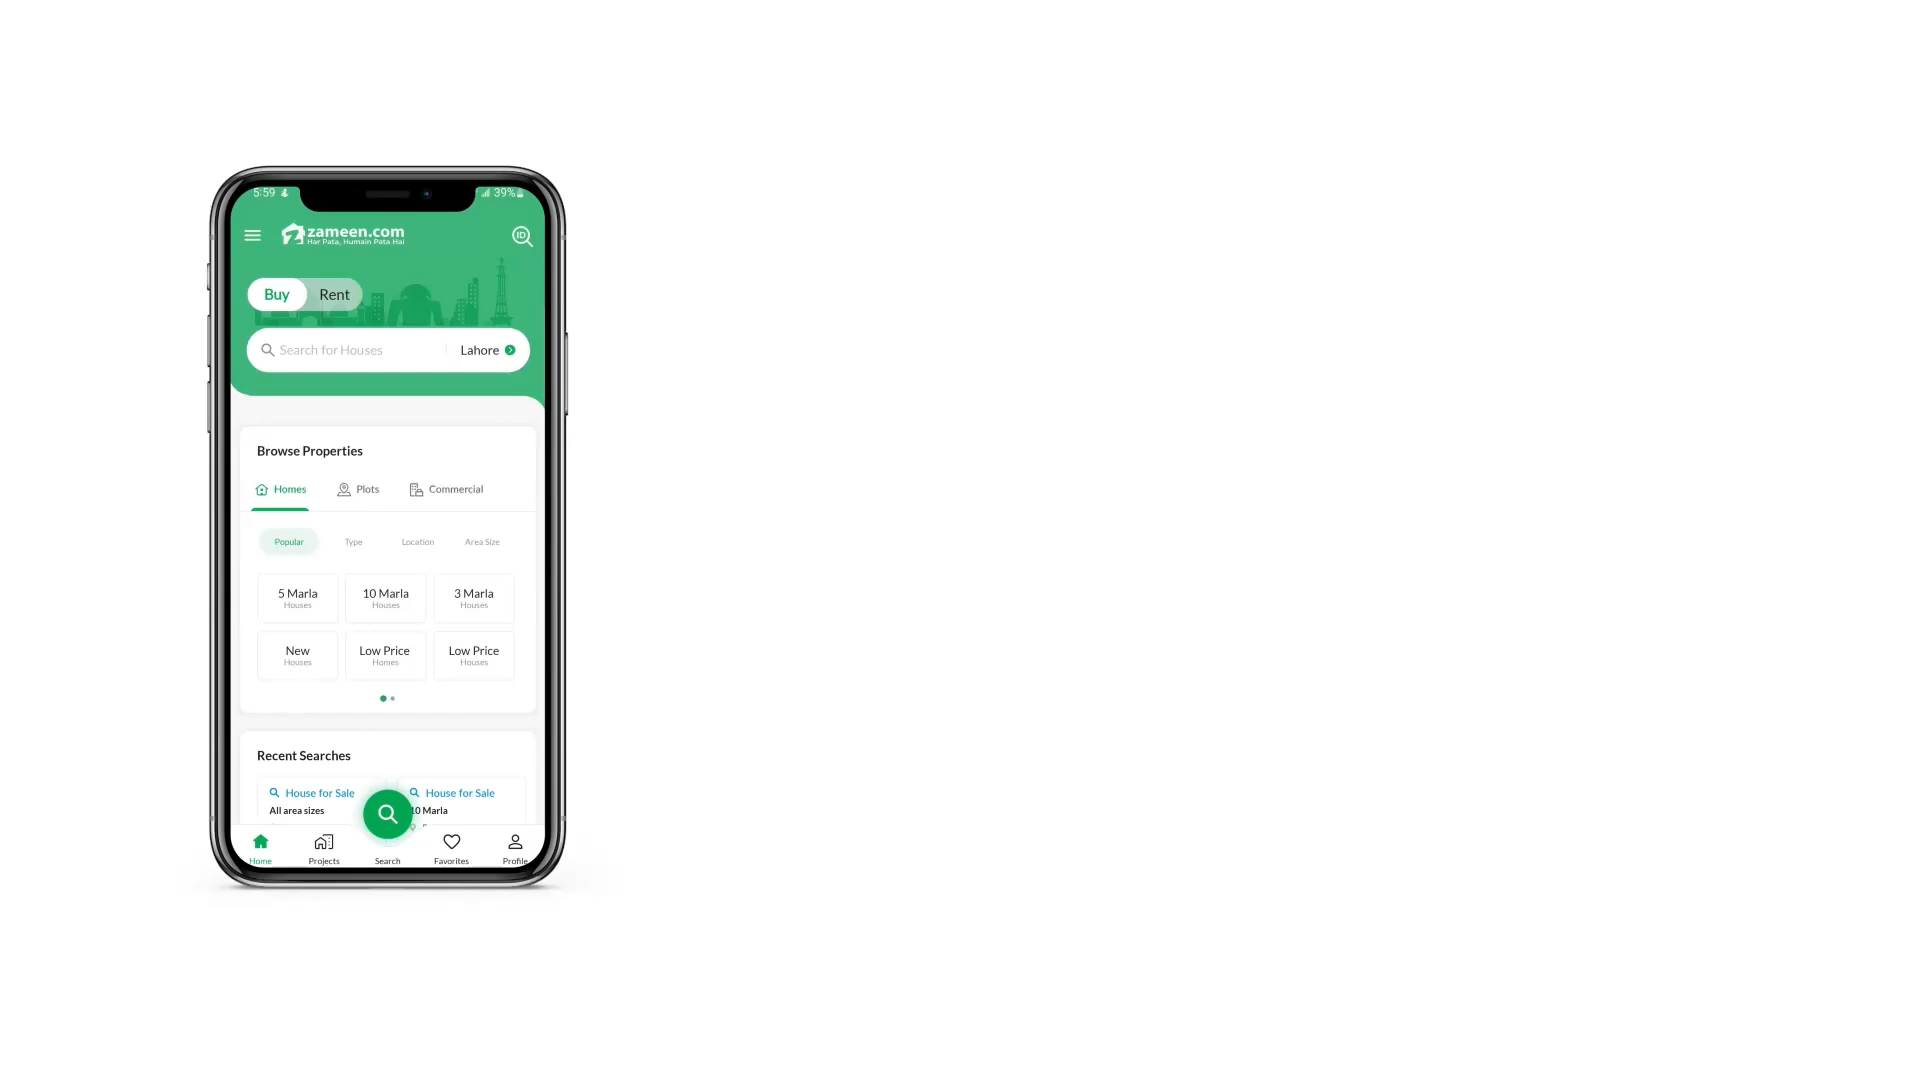 5:59 39%
zameen.com
Har Pata, Humain Pata Hai
ID
Buy Rent
Search for Houses Lahore
Browse Properties
Homes Plots Commercial
Popular Type Location Area Size
5 Marla 10 Marla 3 Marla
Houses Houses Houses
New Low Price Low Price
Houses Homes Houses
Recent Searches
House for Sale House for Sale
All area sizes 10 Marla
Home Projects Search Favorites Profile